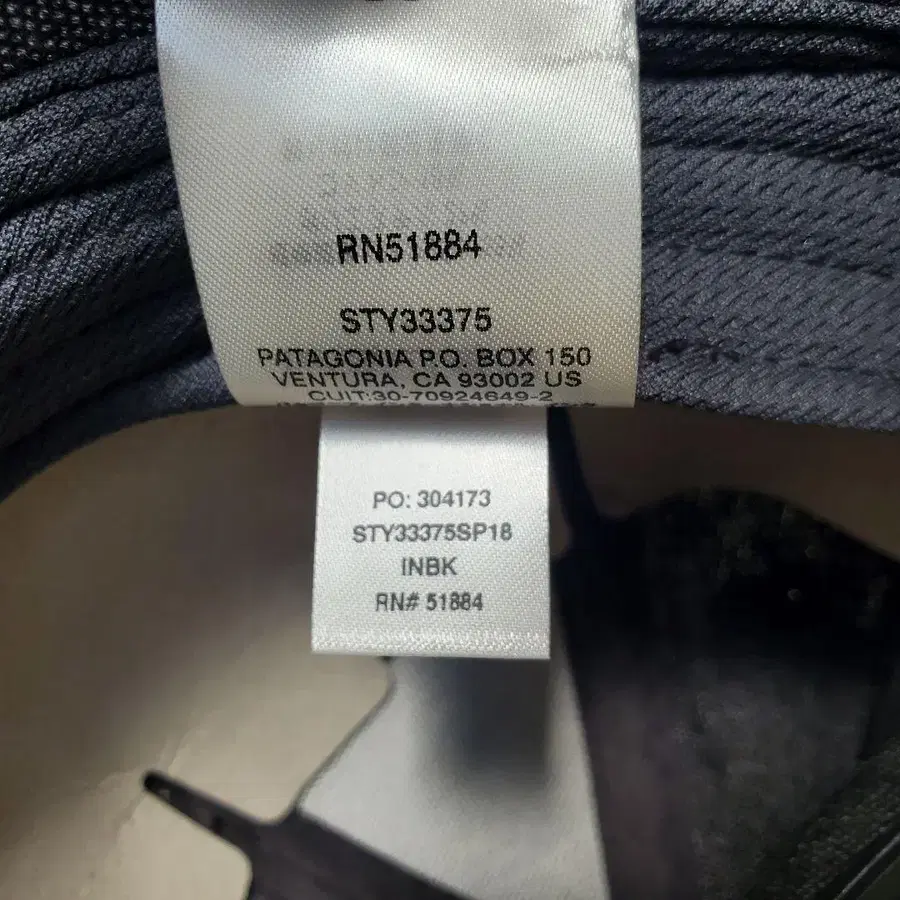 RN51884
STY33375
PATAGONIA P.O. BOX 150
VENTURA, CA 93002 US
CUIT:30-70924649-2
PO: 304173
STY33375SP18
INBK
RN# 51884